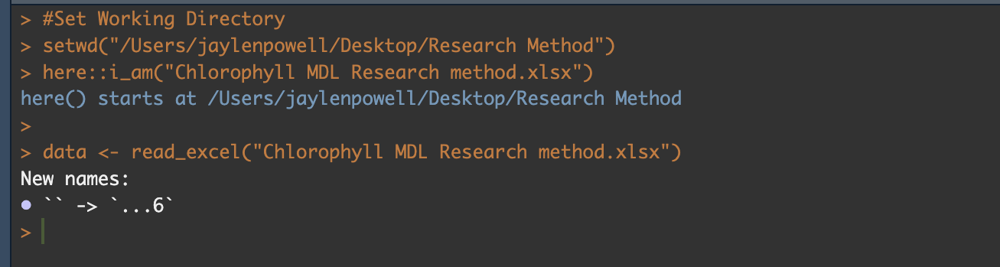 > #Set Working Directory
> setwd("/Users/jaylenpowell/Desktop/Research Method")
> here::i_am("Chlorophyll MDL Research method.xlsx")
here() starts at /Users/jaylenpowell/Desktop/Research Method
>
> data <- read_excel("Chlorophyll MDL Research method.xlsx")
New names:
• `` -> `...6`
>